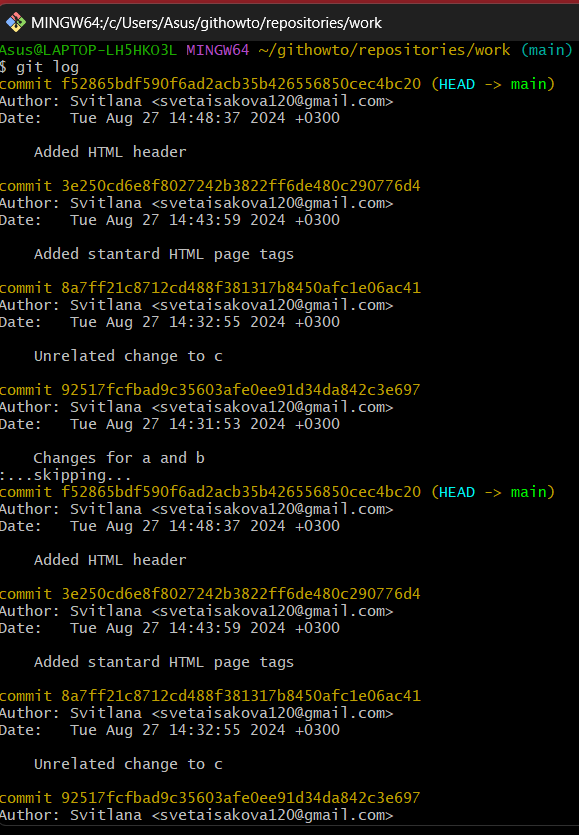 MINGW64:/c/Users/Asus/githowto/repositories/work
Asus@LAPTOP-LH5HKO3L MINGW64 ~/githowto/repositories/work (main)
$ git log
commit f52865bdf590f6ad2acb35b426556850cec4bc20 (HEAD -> main)
Author: Svitlana <svetaisakova120@gmail.com>
Date:   Tue Aug 27 14:48:37 2024 +0300
    Added HTML header
commit 3e250cd6e8f8027242b3822ff6de480c290776d4
Author: Svitlana <svetaisakova120@gmail.com>
Date:   Tue Aug 27 14:43:59 2024 +0300
    Added stantard HTML page tags
commit 8a7ff21c8712cd488f381317b8450afc1e06ac41
Author: Svitlana <svetaisakova120@gmail.com>
Date:   Tue Aug 27 14:32:55 2024 +0300
    Unrelated change to c
commit 92517fcfbad9c35603afe0ee91d34da842c3e697
Author: Svitlana <svetaisakova120@gmail.com>
Date:   Tue Aug 27 14:31:53 2024 +0300
    Changes for a and b
:...skipping...
commit f52865bdf590f6ad2acb35b426556850cec4bc20 (HEAD -> main)
Author: Svitlana <svetaisakova120@gmail.com>
Date:   Tue Aug 27 14:48:37 2024 +0300
    Added HTML header
commit 3e250cd6e8f8027242b3822ff6de480c290776d4
Author: Svitlana <svetaisakova120@gmail.com>
Date:   Tue Aug 27 14:43:59 2024 +0300
    Added stantard HTML page tags
commit 8a7ff21c8712cd488f381317b8450afc1e06ac41
Author: Svitlana <svetaisakova120@gmail.com>
Date:   Tue Aug 27 14:32:55 2024 +0300
    Unrelated change to c
commit 92517fcfbad9c35603afe0ee91d34da842c3e697
Author: Svitlana <svetaisakova120@gmail.com>